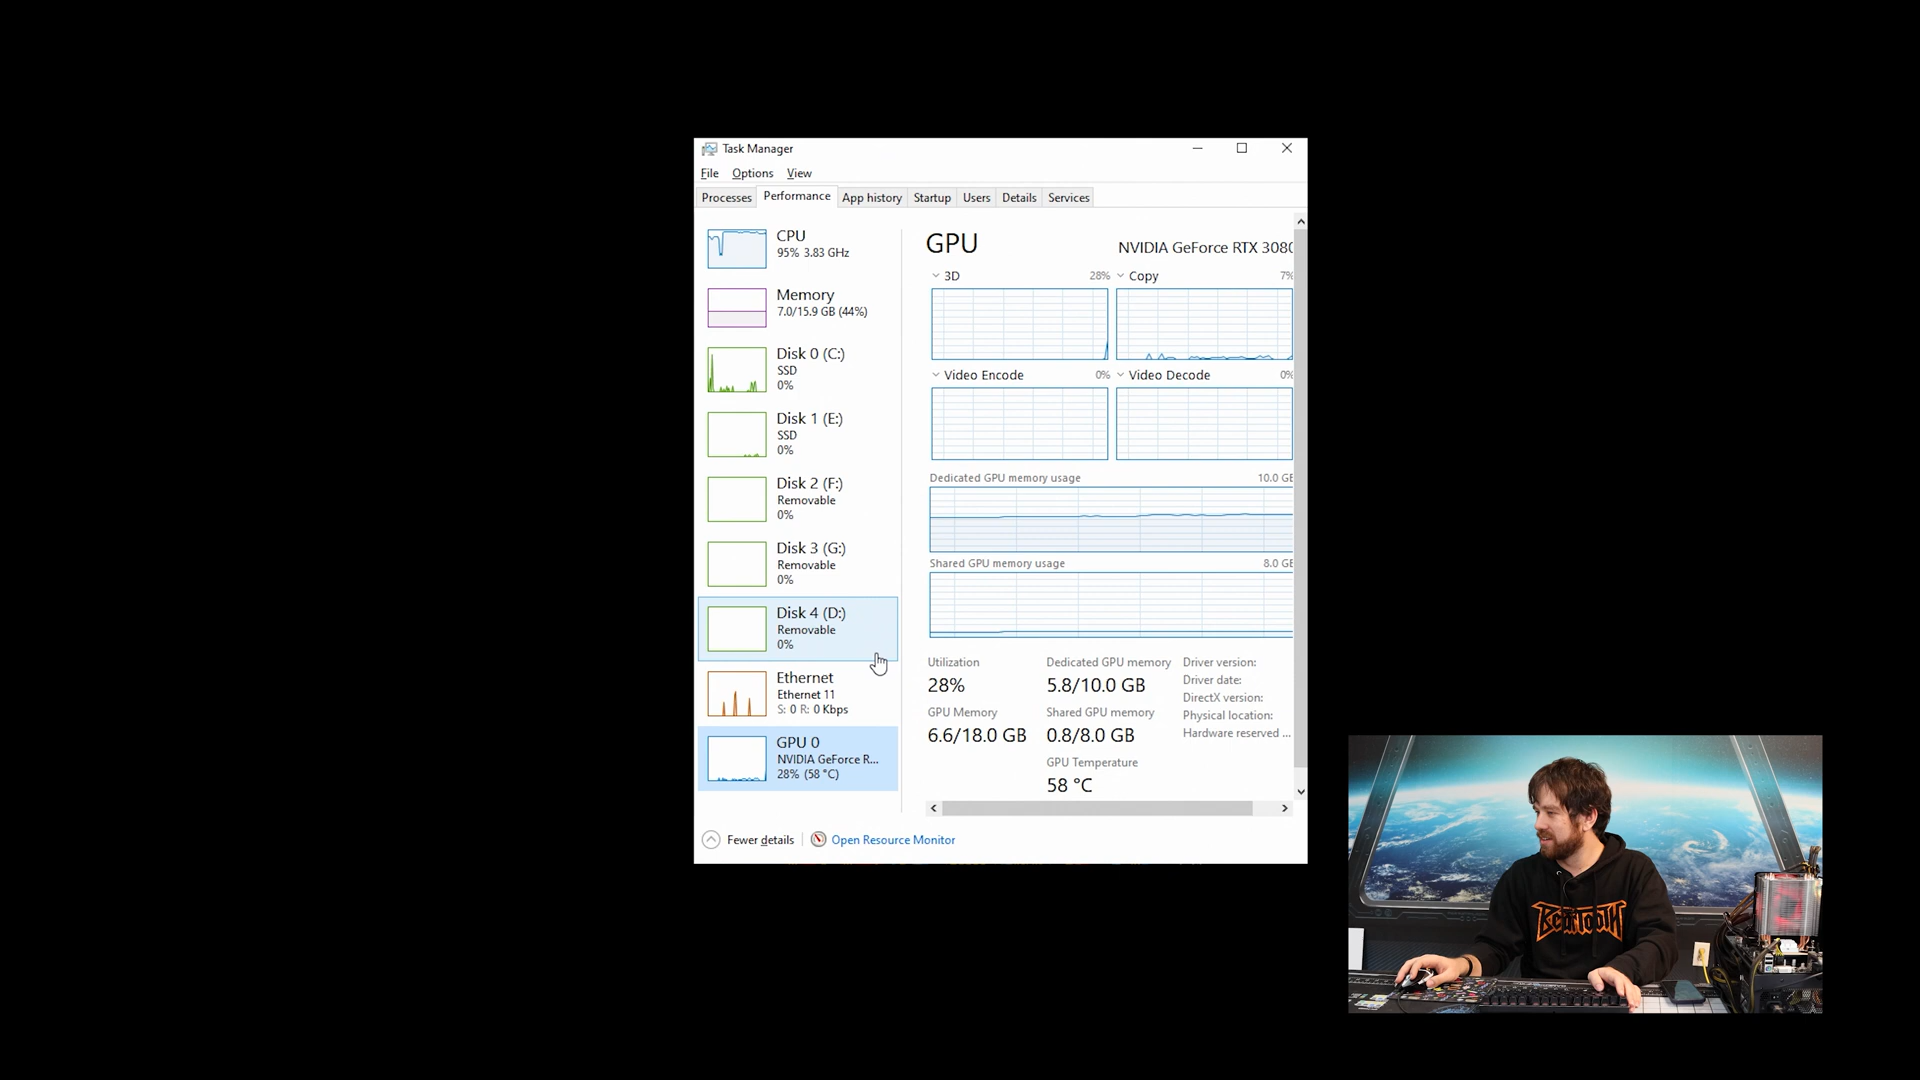 Task Manager
File Options View
Processes Performance App history Startup Users Details Services
CPU
95% 3.83 GHz
Memory
7.0/15.9 GB (44%)
Disk 0 (C:)
SSD
0%
Disk 1 (E:)
SSD
0%
Disk 2 (F:)
Removable
0%
Disk 3 (G:)
Removable
0%
Disk 4 (D:)
Removable
0%
Ethernet
Ethernet 11
S: 0 R: 0 Kbps
GPU 0
NVIDIA GeForce R...
28% (58 °C)
GPU NVIDIA GeForce RTX 3080
3D 28% Copy 7%
Video Encode 0% Video Decode 0%
Dedicated GPU memory usage 10.0 GB
Shared GPU memory usage 8.0 GB
Utilization
28%
GPU Memory
6.6/18.0 GB
Dedicated GPU memory
5.8/10.0 GB
Shared GPU memory
0.8/8.0 GB
GPU Temperature
58 °C
Driver version:
Driver date:
DirectX version:
Physical location:
Hardware reserved ...
Fewer details Open Resource Monitor
BEARTOOTH